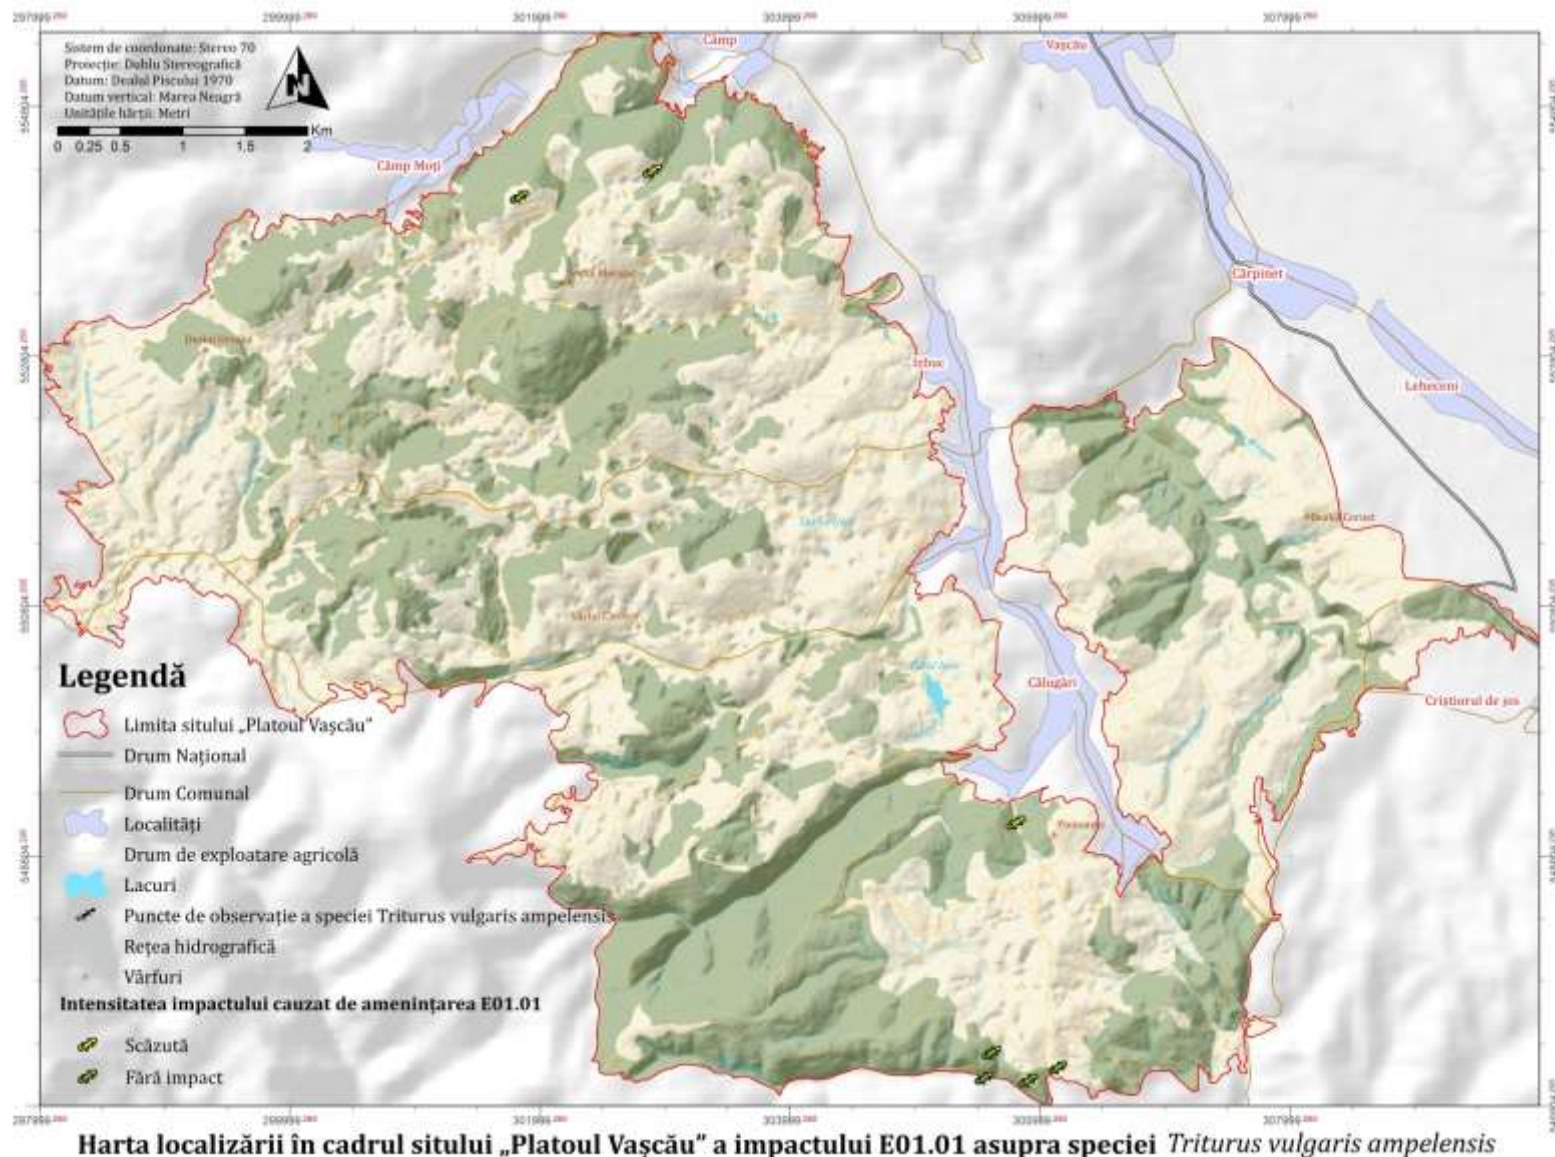 Sistem de coordonate: Stereo 70
Proiecție: Dublu Stereografică
Datum: Dealul Piscului 1970
Datum vertical: Marea Neagră
Unitățile hărții: Metri
N
Km
0 0.25 0.5 1 1.5 2
Câmp
Vașcău
Câmp Moți
Cărpinet
Izbuc
Leheceni
Călugări
Cristiorul de jos
Legendă
Limita sitului „Platoul Vașcău”
Drum Național
Drum Comunal
Localități
Drum de exploatare agricolă
Lacuri
Puncte de observație a speciei Triturus vulgaris ampelensis
Rețea hidrografică
Vârfuri
Intensitatea impactului cauzat de amenințarea E01.01
Scăzută
Fără impact
Harta localizării în cadrul sitului „Platoul Vașcău” a impactului E01.01 asupra speciei Triturus vulgaris ampelensis